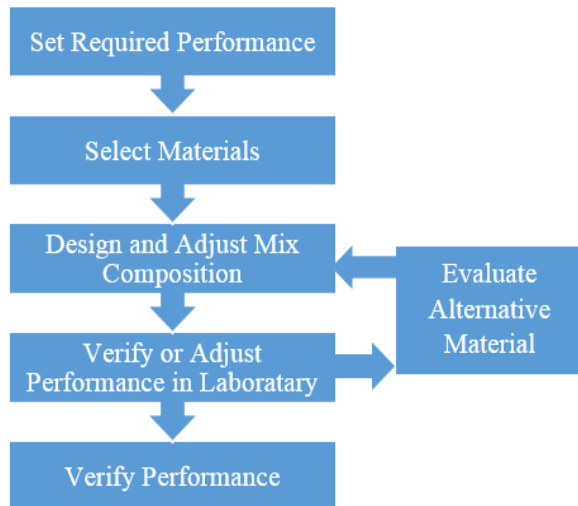 Set Required Performance
Select Materials
Design and Adjust Mix
Composition
Evaluate
Alternative
Material
Verify or Adjust
Performance in Laboratary
Verify Performance